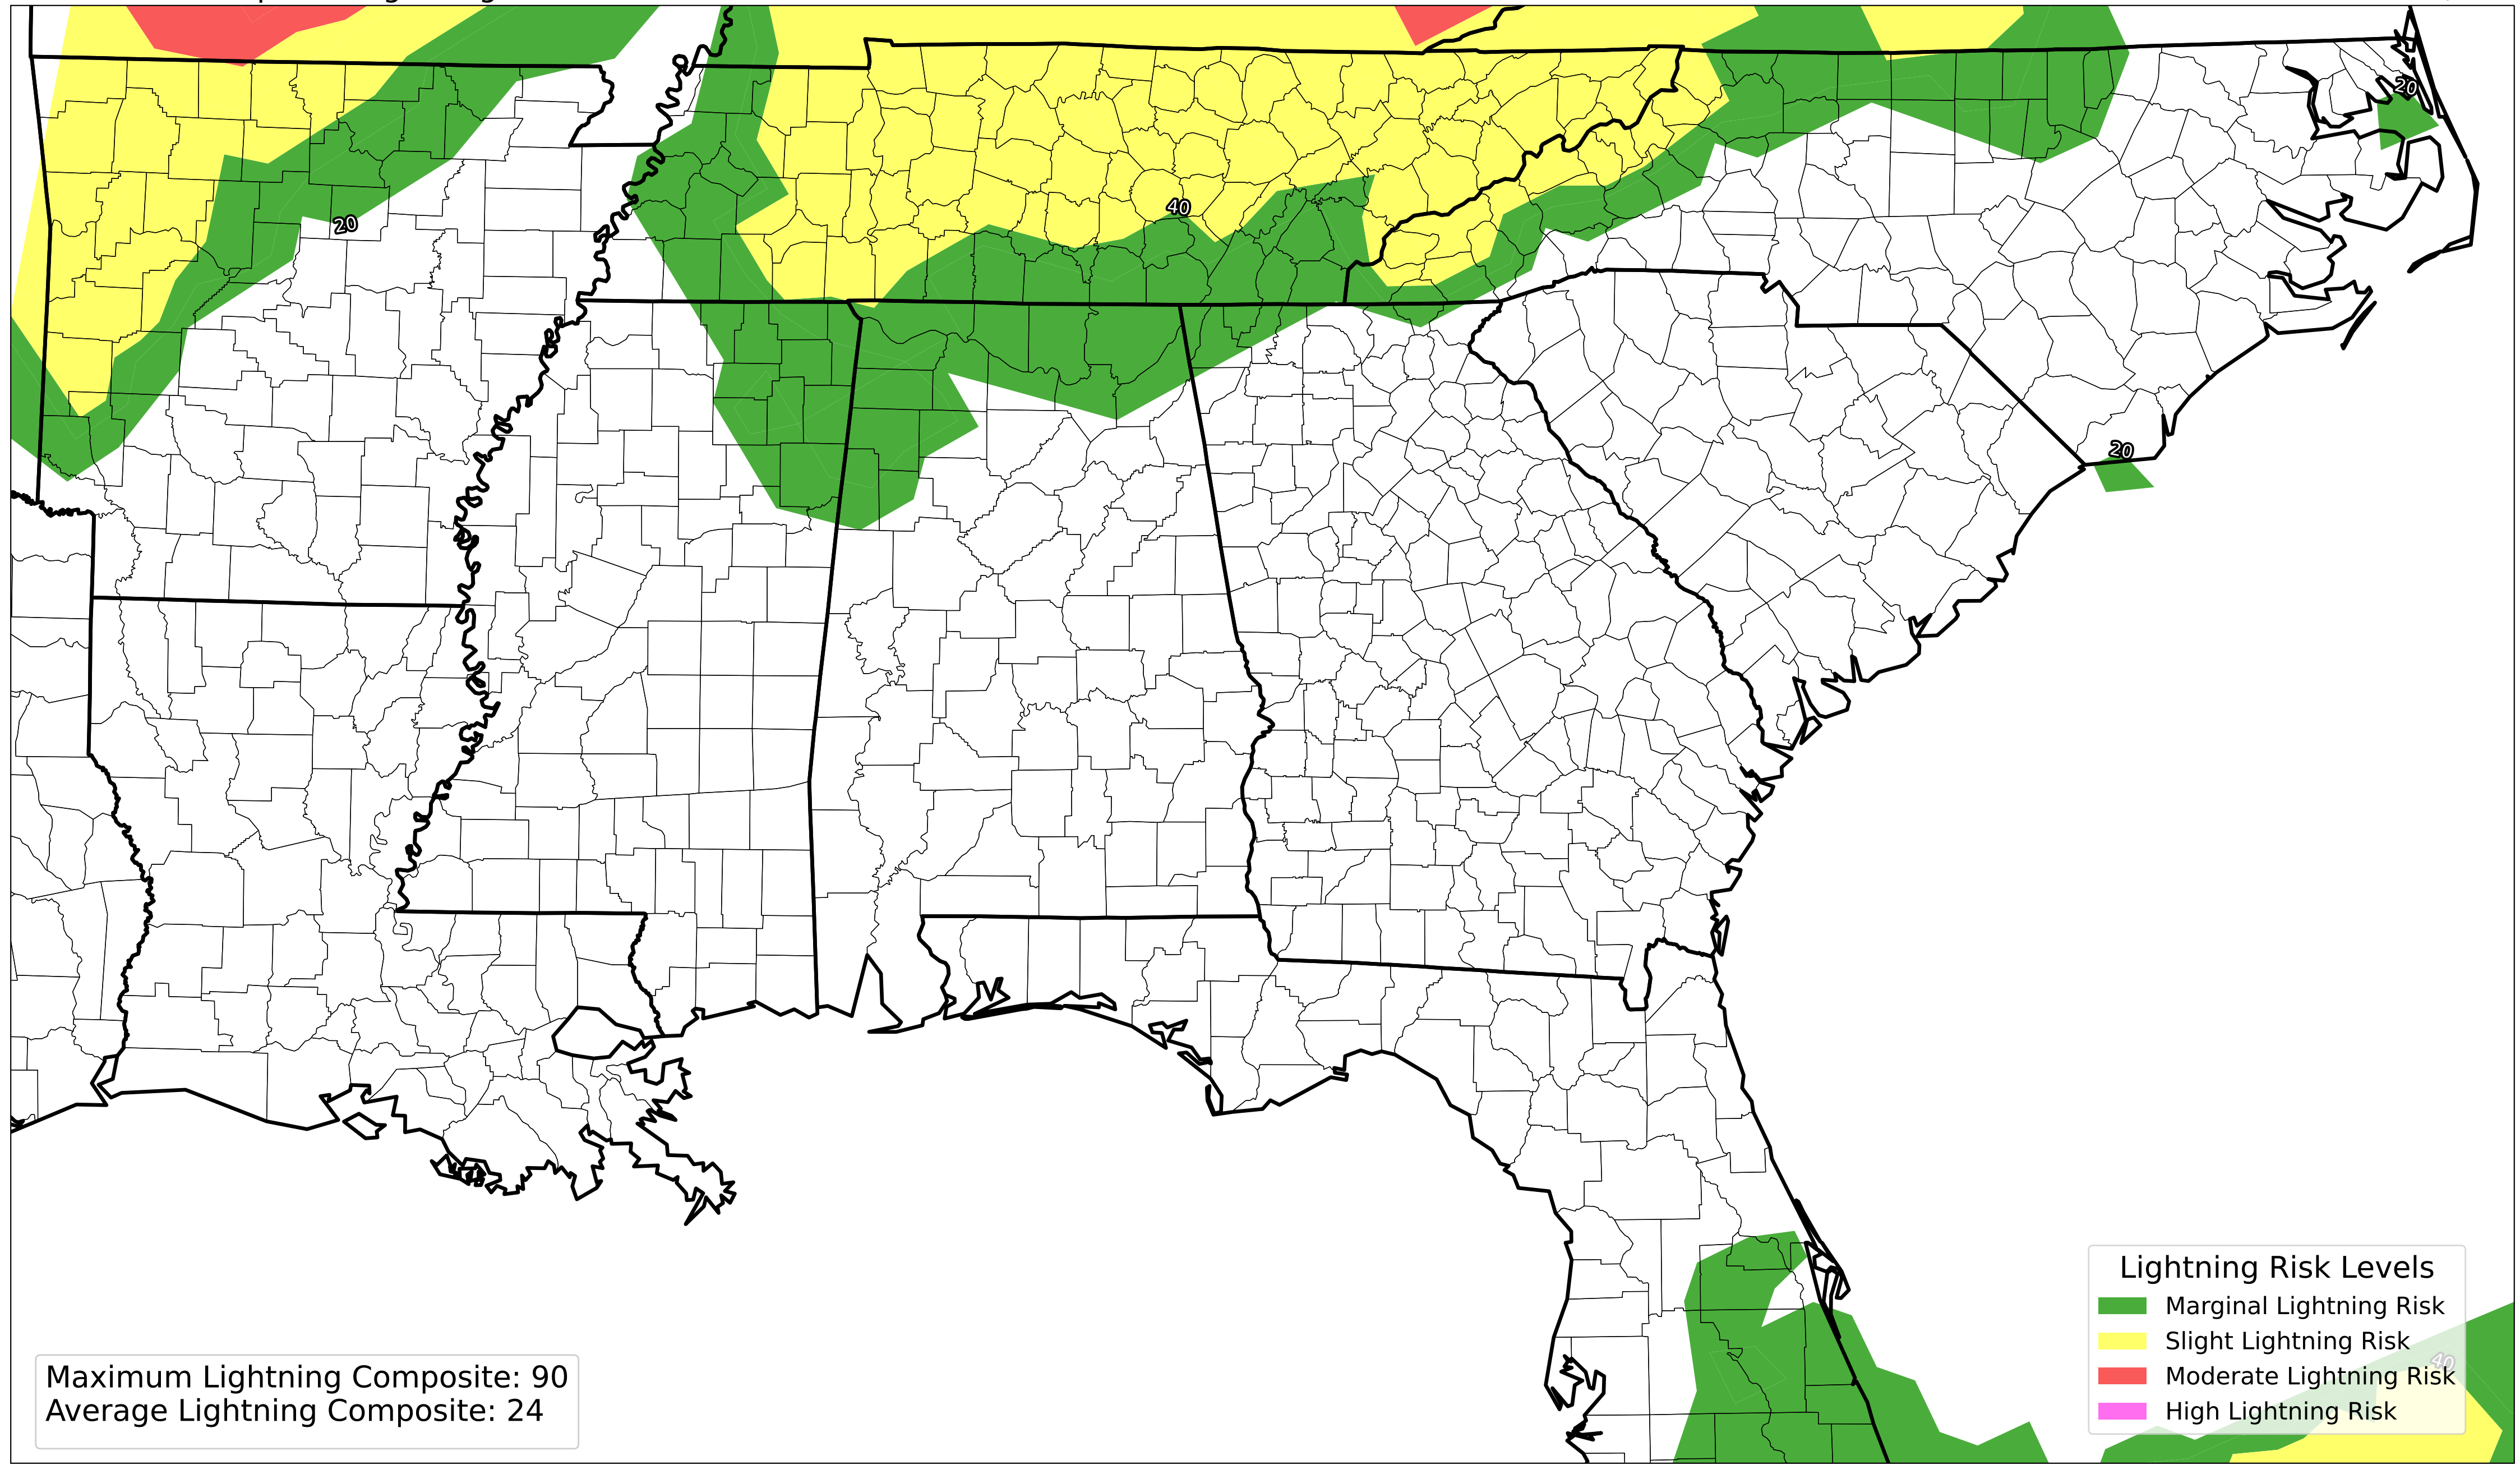 20
20
40
20
40
Lightning Risk Levels
Marginal Lightning Risk
Slight Lightning Risk
Moderate Lightning Risk
High Lightning Risk
Maximum Lightning Composite: 90
Average Lightning Composite: 24